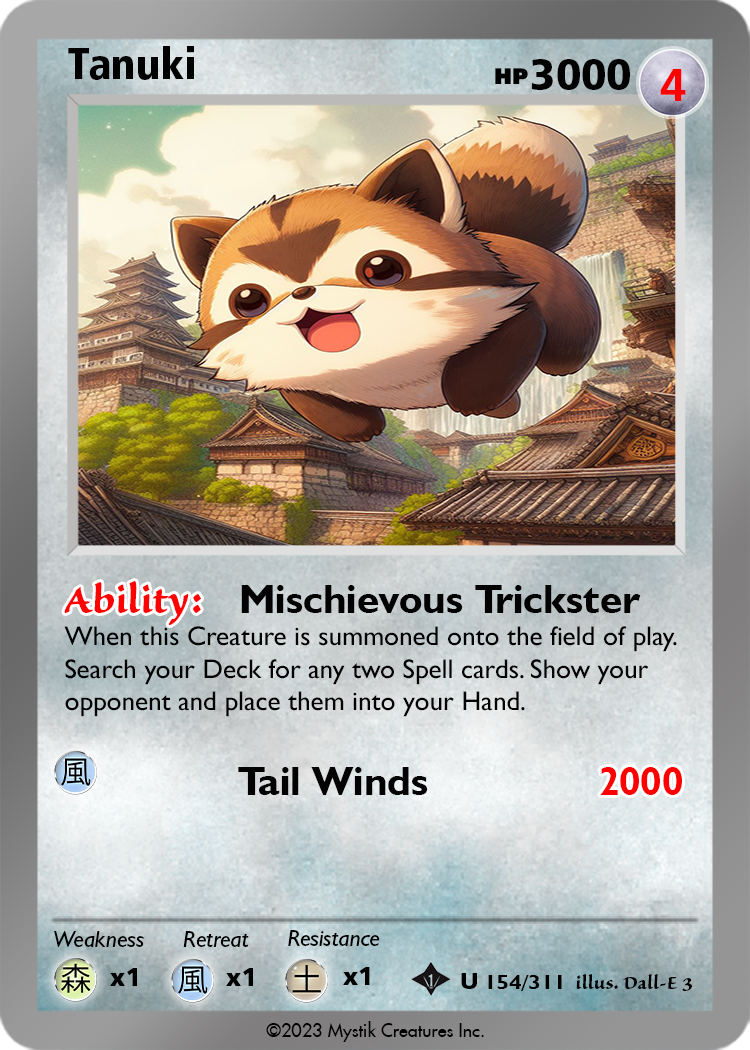 Tanuki
HP3000
4
Ability: Mischievous Trickster
When this Creature is summoned onto the field of play.
Search your Deck for any two Spell cards. Show your
opponent and place them into your Hand.
風 Tail Winds 2000
Weakness Retreat Resistance
森 x1 風 x1 土 x1 1 U 154/311 illus. Dall-E 3
©2023 Mystik Creatures Inc.